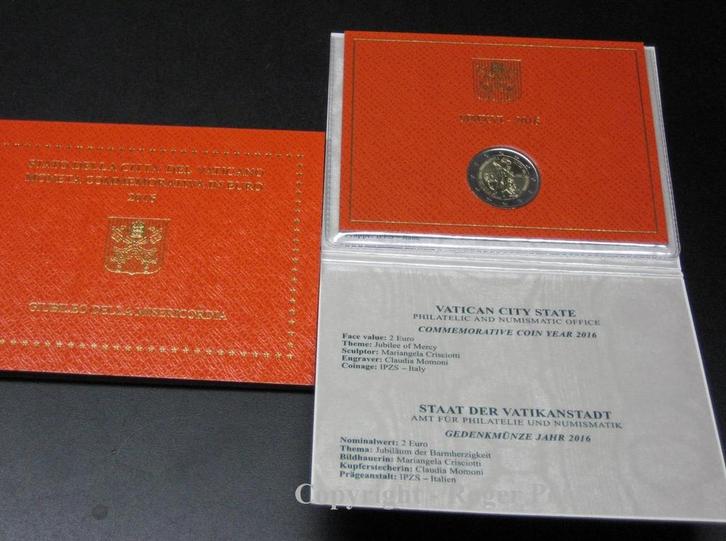 STATO DELLA CITTÀ DEL VATICANO
MONETA COMMEMORATIVA IN EURO
2016
GIUBILEO DELLA MISERICORDIA
2016
VATICAN CITY STATE
PHILATELIC AND NUMISMATIC OFFICE
COMMEMORATIVE COIN YEAR 2016
Face value: 2 Euro
Theme: Jubilee of Mercy
Sculptor: Mariangela Crisciotti
Engraver: Claudia Momoni
Coinage: IPZS – Italy
STAAT DER VATIKANSTADT
AMT FÜR PHILATELIE UND NUMISMATIK
GEDENKMÜNZE JAHR 2016
Nominalwert: 2 Euro
Thema: Jubiläum der Barmherzigkeit
Bildhauerin: Mariangela Crisciotti
Kupferstecherin: Claudia Momoni
Prägeanstalt: IPZS – Italien
Copyright - Roger